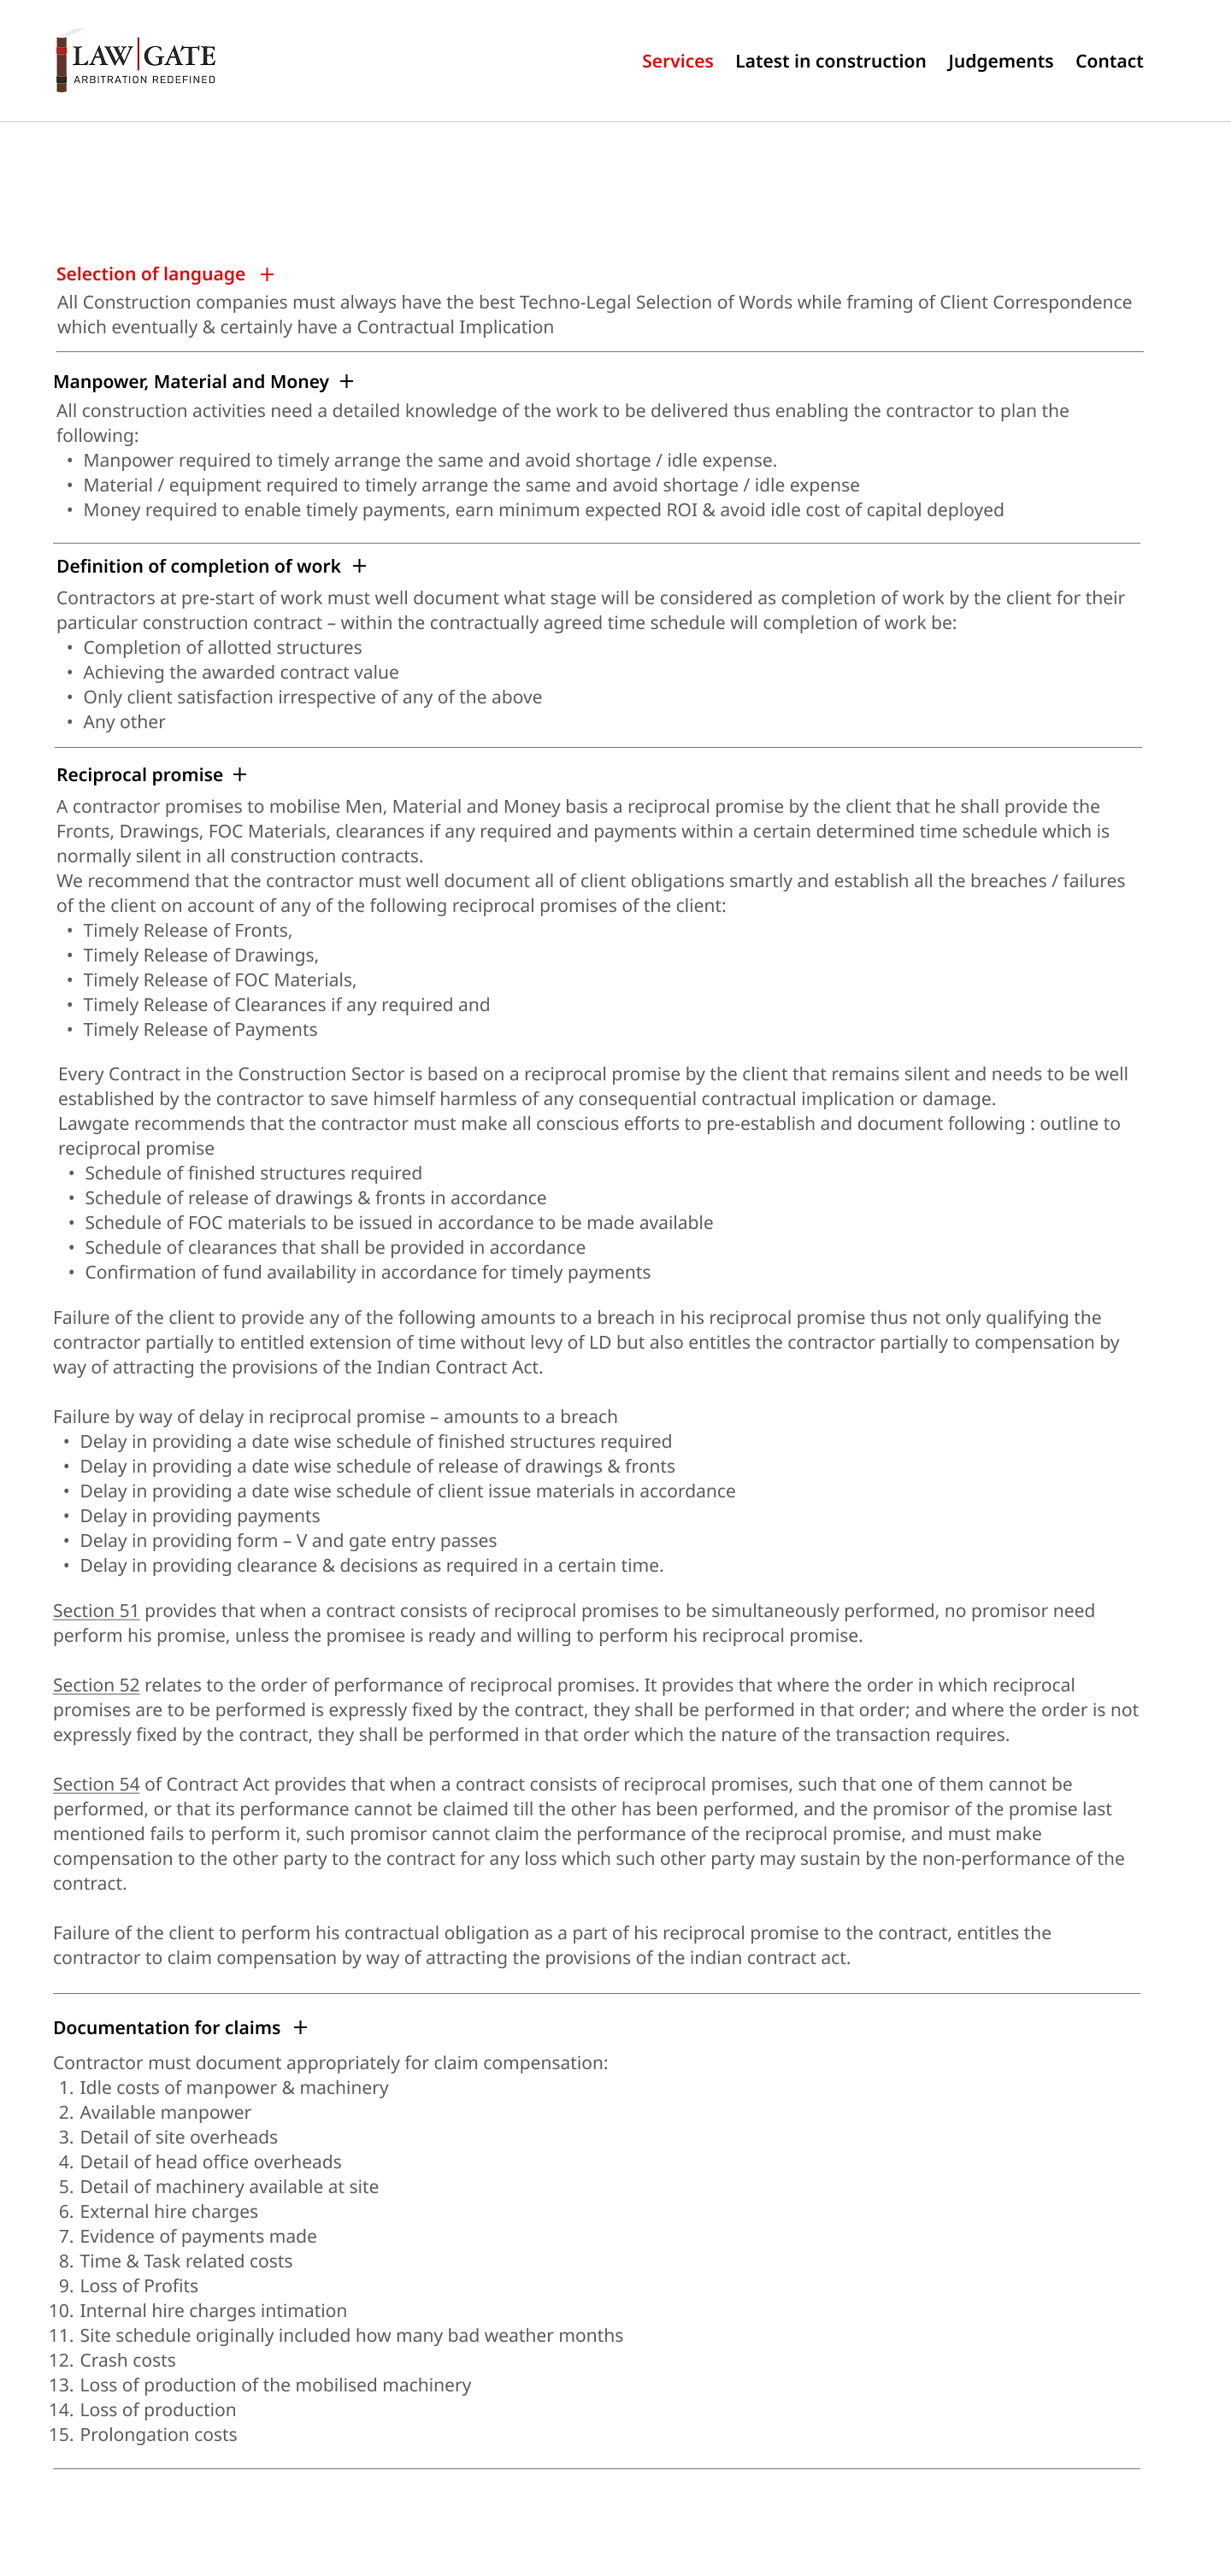 LAW GATE
ARBITRATION REDEFINED
Services Latest in construction Judgements Contact
Selection of language +
All Construction companies must always have the best Techno-Legal Selection of Words while framing of Client Correspondence
which eventually & certainly have a Contractual Implication
Manpower, Material and Money +
All construction activities need a detailed knowledge of the work to be delivered thus enabling the contractor to plan the
following:
• Manpower required to timely arrange the same and avoid shortage / idle expense.
• Material / equipment required to timely arrange the same and avoid shortage / idle expense
• Money required to enable timely payments, earn minimum expected ROI & avoid idle cost of capital deployed
Definition of completion of work +
Contractors at pre-start of work must well document what stage will be considered as completion of work by the client for their
particular construction contract – within the contractually agreed time schedule will completion of work be:
• Completion of allotted structures
• Achieving the awarded contract value
• Only client satisfaction irrespective of any of the above
• Any other
Reciprocal promise +
A contractor promises to mobilise Men, Material and Money basis a reciprocal promise by the client that he shall provide the
Fronts, Drawings, FOC Materials, clearances if any required and payments within a certain determined time schedule which is
normally silent in all construction contracts.
We recommend that the contractor must well document all of client obligations smartly and establish all the breaches / failures
of the client on account of any of the following reciprocal promises of the client:
• Timely Release of Fronts,
• Timely Release of Drawings,
• Timely Release of FOC Materials,
• Timely Release of Clearances if any required and
• Timely Release of Payments
Every Contract in the Construction Sector is based on a reciprocal promise by the client that remains silent and needs to be well
established by the contractor to save himself harmless of any consequential contractual implication or damage.
Lawgate recommends that the contractor must make all conscious efforts to pre-establish and document following : outline to
reciprocal promise
• Schedule of finished structures required
• Schedule of release of drawings & fronts in accordance
• Schedule of FOC materials to be issued in accordance to be made available
• Schedule of clearances that shall be provided in accordance
• Confirmation of fund availability in accordance for timely payments
Failure of the client to provide any of the following amounts to a breach in his reciprocal promise thus not only qualifying the
contractor partially to entitled extension of time without levy of LD but also entitles the contractor partially to compensation by
way of attracting the provisions of the Indian Contract Act.
Failure by way of delay in reciprocal promise – amounts to a breach
• Delay in providing a date wise schedule of finished structures required
• Delay in providing a date wise schedule of release of drawings & fronts
• Delay in providing a date wise schedule of client issue materials in accordance
• Delay in providing payments
• Delay in providing form – V and gate entry passes
• Delay in providing clearance & decisions as required in a certain time.
Section 51 provides that when a contract consists of reciprocal promises to be simultaneously performed, no promisor need
perform his promise, unless the promisee is ready and willing to perform his reciprocal promise.
Section 52 relates to the order of performance of reciprocal promises. It provides that where the order in which reciprocal
promises are to be performed is expressly fixed by the contract, they shall be performed in that order; and where the order is not
expressly fixed by the contract, they shall be performed in that order which the nature of the transaction requires.
Section 54 of Contract Act provides that when a contract consists of reciprocal promises, such that one of them cannot be
performed, or that its performance cannot be claimed till the other has been performed, and the promisor of the promise last
mentioned fails to perform it, such promisor cannot claim the performance of the reciprocal promise, and must make
compensation to the other party to the contract for any loss which such other party may sustain by the non-performance of the
contract.
Failure of the client to perform his contractual obligation as a part of his reciprocal promise to the contract, entitles the
contractor to claim compensation by way of attracting the provisions of the indian contract act.
Documentation for claims +
Contractor must document appropriately for claim compensation:
1. Idle costs of manpower & machinery
2. Available manpower
3. Detail of site overheads
4. Detail of head office overheads
5. Detail of machinery available at site
6. External hire charges
7. Evidence of payments made
8. Time & Task related costs
9. Loss of Profits
10. Internal hire charges intimation
11. Site schedule originally included how many bad weather months
12. Crash costs
13. Loss of production of the mobilised machinery
14. Loss of production
15. Prolongation costs